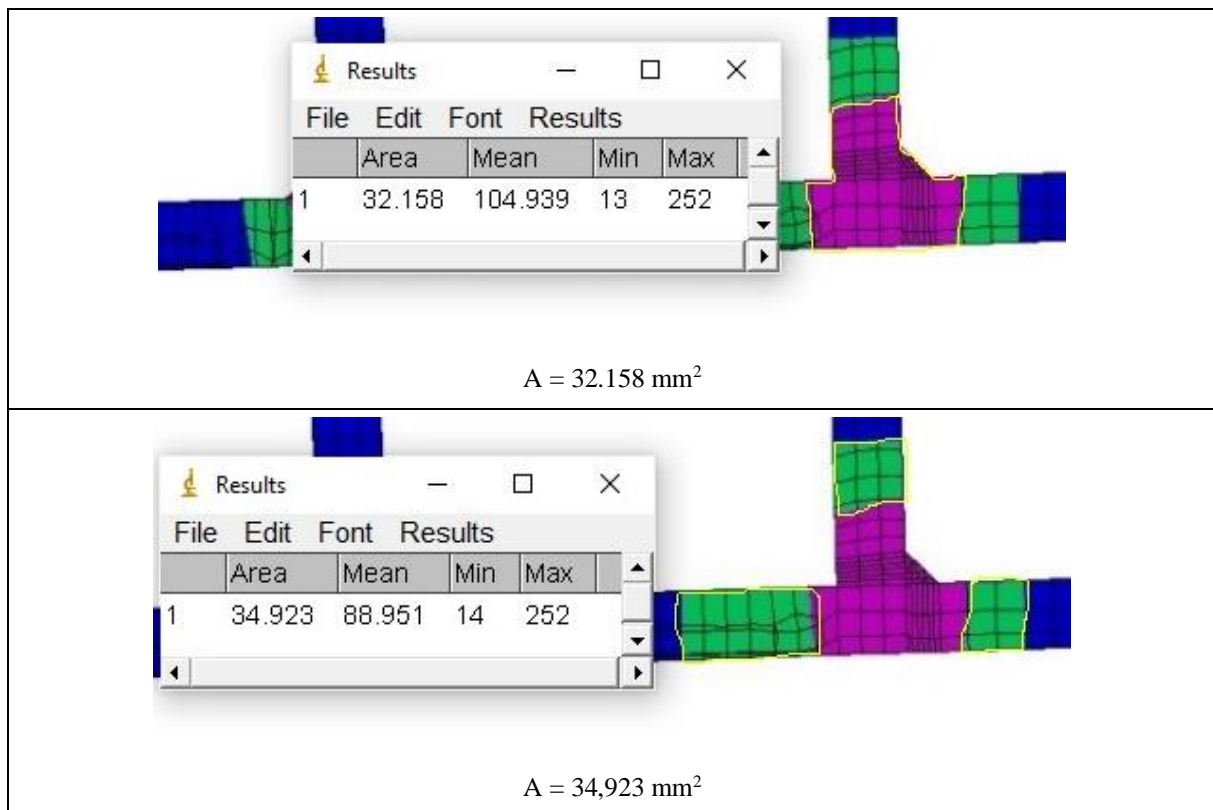 Results
File Edit Font Results
Area Mean Min Max
1 32.158 104.939 13 252
A = 32.158 mm²
Results
File Edit Font Results
Area Mean Min Max
1 34.923 88.951 14 252
A = 34,923 mm²